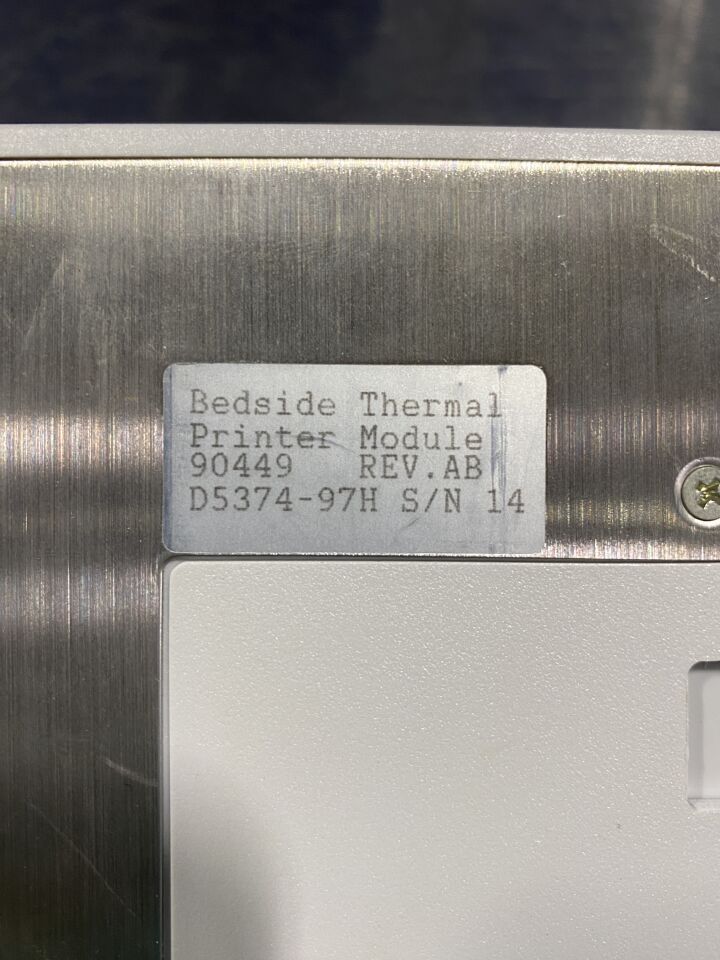 Bedside Thermal
Printer Module
90449 REV.AB
D5374-97H S/N 14